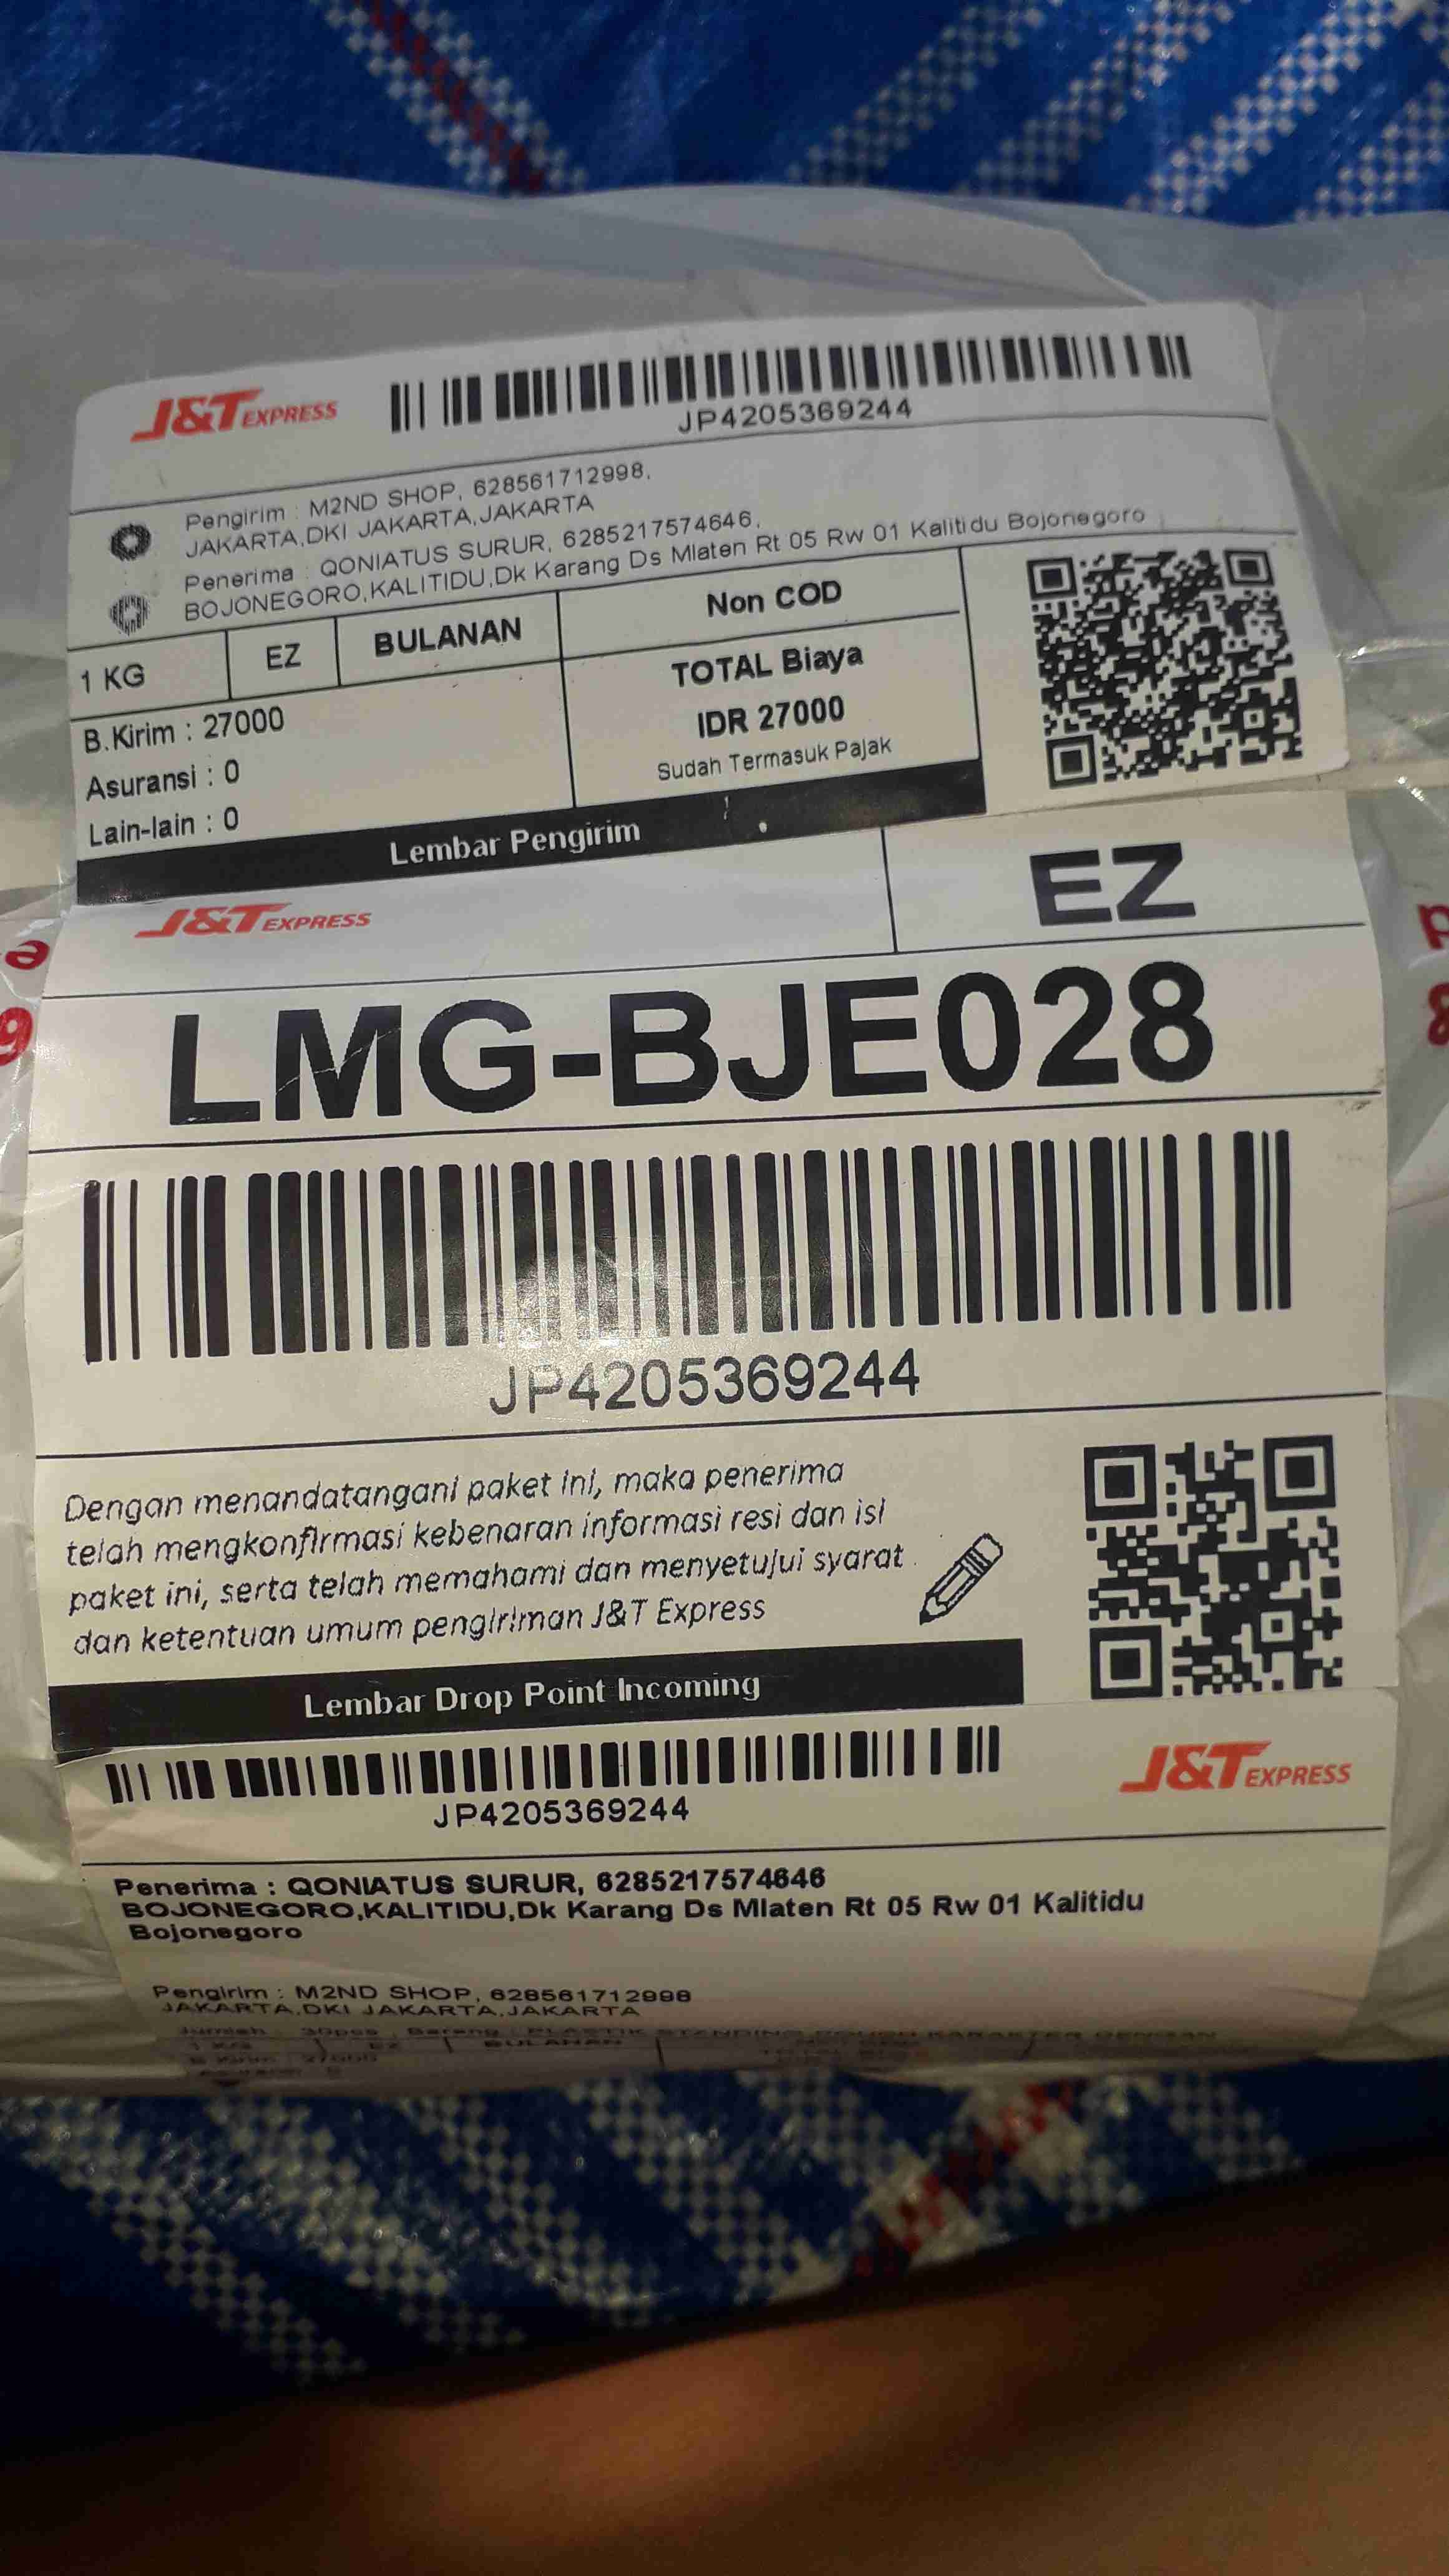 J&T EXPRESS
JP4205369244
Pengirim : M2ND SHOP, 628561712998,
JAKARTA,DKI JAKARTA,JAKARTA
Penerima : QONIATUS SURUR, 6285217574646,
BOJONEGORO,KALITIDU,Dk Karang Ds Mlaten Rt 05 Rw 01 Kalitidu Bojonegoro
1 KG EZ BULANAN Non COD
B.Kirim : 27000
Asuransi : 0
Lain-lain : 0
TOTAL Biaya
IDR 27000
Sudah Termasuk Pajak
Lembar Pengirim
J&T EXPRESS EZ
LMG-BJE028
JP4205369244
Dengan menandatangani paket ini, maka penerima
telah mengkonfirmasi kebenaran informasi resi dan isi
paket ini, serta telah memahami dan menyetujui syarat
dan ketentuan umum pengiriman J&T Express
Lembar Drop Point Incoming
JP4205369244
J&T EXPRESS
Penerima : QONIATUS SURUR, 6285217574646
BOJONEGORO,KALITIDU,Dk Karang Ds Mlaten Rt 05 Rw 01 Kalitidu
Bojonegoro
Pengirim : M2ND SHOP, 628561712998
JAKARTA,DKI JAKARTA,JAKARTA